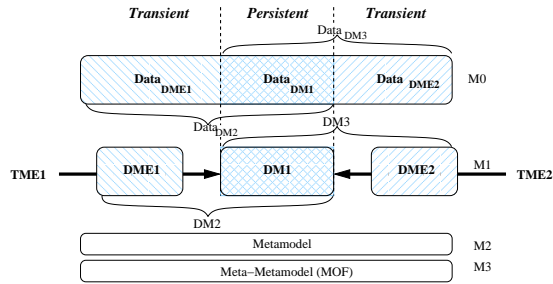 Transient Persistent Transient
Data DM3
Data DME1 Data DM1 Data DME2 M0
Data DM2
DM3
TME1 DME1 DM1 DME2 M1 TME2
DM2
Metamodel M2
Meta−Metamodel (MOF) M3